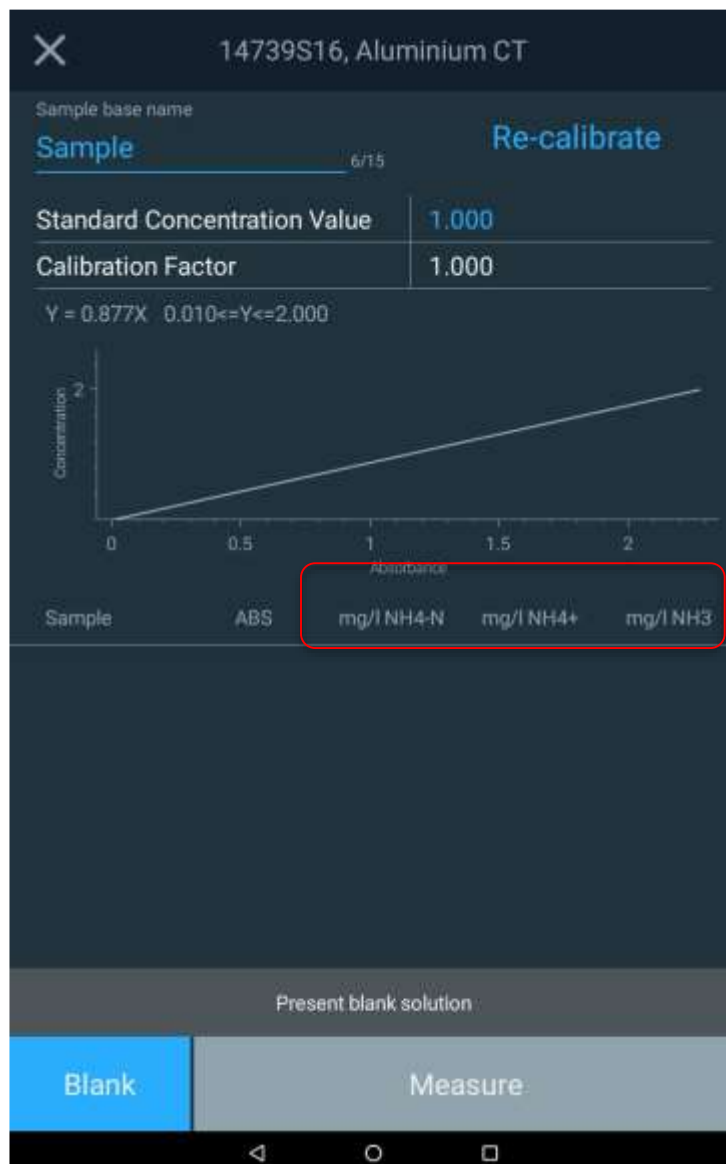 14739S16, Aluminium CT
Sample base name
Sample
6/15
Re-calibrate
Standard Concentration Value 1.000
Calibration Factor 1.000
Y = 0.877X 0.010<=Y<=2.000
Concentration
2
0 0.5 1 1.5 2
Absorbance
Sample ABS mg/l NH4-N mg/l NH4+ mg/l NH3
Present blank solution
Blank Measure